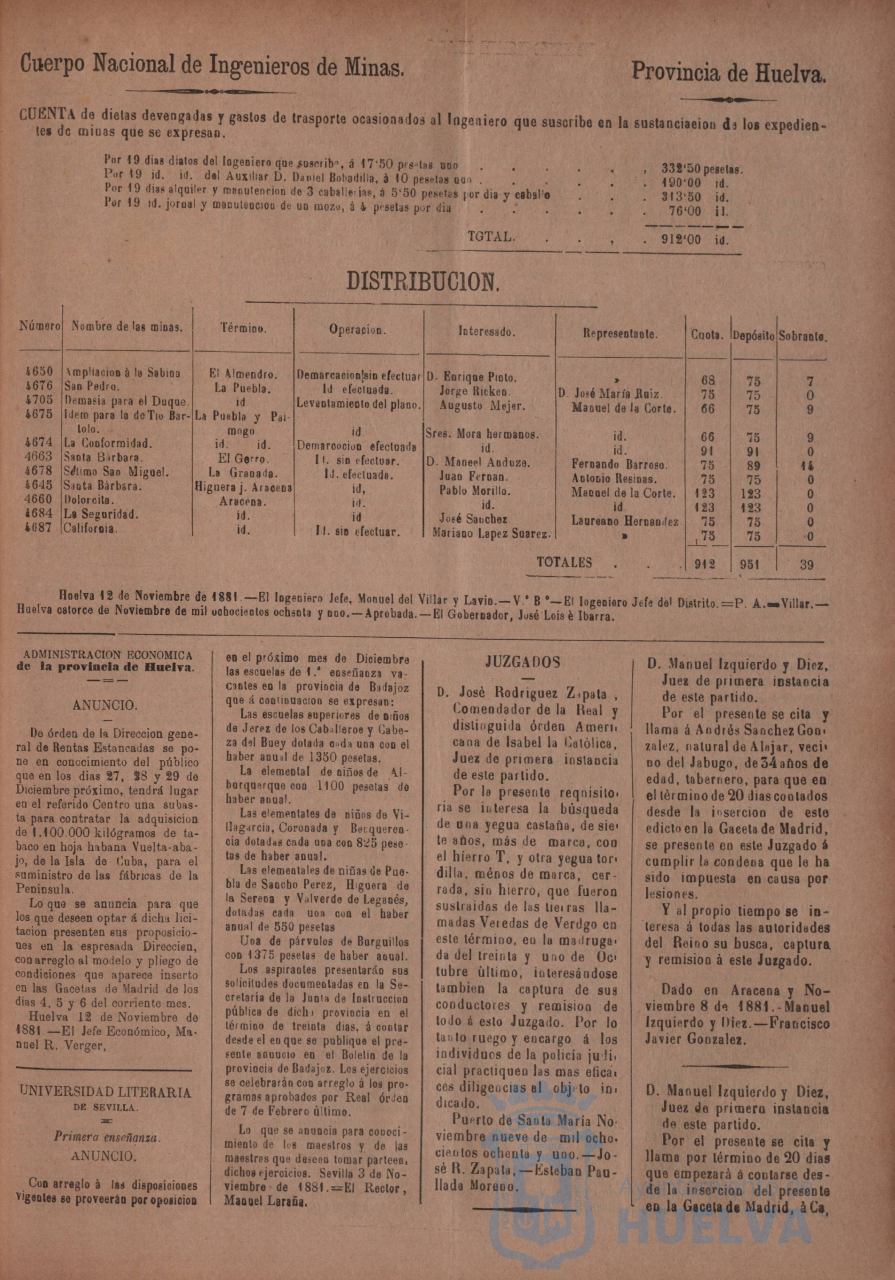 Cuerpo Nacional de Ingenieros de Minas.
Provincia de Huelva.
CUENTA de dietas devengadas y gastos de trasporte ocasionados al Ingeniero que suscribe en la sustanciacion de los expedien-
tes de minas que se expresan.
Por 19 dias dietos del Ingeniero que suscribe, á 17'50 pesetas uno . . . . , 332'50 pesetas.
Por 19 id. id. del Auxiliar D. Daniel Bobadilla, á 10 pesetas uno . . . . . 190'00 id.
Por 19 dias alquiler y manutencion de 3 caballerias, á 5'50 pesetas por dia y caballo . . . 313'50 id.
Por 19 id. jornal y manutencion de un mozo, á 4 pesetas por dia . . . . . 76'00 id.
TOTAL. . . , . 912'00 id.
DISTRIBUCION.
Número Nombre de las minas. Término. Operacion. Interesado. Representante. Cuota. Depósito Sobrante.
4650 Ampliacion á la Sabina El Almendro. Demarcacion sin efectuar D. Enrique Pinto. » 68 75 7
4676 San Pedro. La Puebla. Id efectuada. Jorge Ricken. D. José María Ruiz. 75 75 0
4705 Demasia para el Duque. id Leventamiento del plano. Augusto Mejer. Manuel de la Corte. 66 75 9
4675 Idem para la de Tio Bar-
tolo. La Puebla y Pai-
mogo id. Sres. Mora hermanos. id. 66 75 9
4674 La Conformidad. id. id. Demarcocion efectuada id. id. 91 91 0
4663 Santa Bárbara. El Cerro. Id. sin efectuar. D. Manuel Anduza. Fernando Barroso. 75 89 14
4678 Sétimo San Miguel. La Granada. Id. efectuada. Juan Fernan. Antonio Resinas. 75 75 0
4645 Santa Bárbara. Higuera j. Aracena id, Pablo Morillo. Manuel de la Corte. 123 123 0
4660 Dolorcita. Aracena. id. id. id. 123 123 0
4684 La Seguridad. id. id José Sanchez Laureano Hernandez 75 75 0
4687 California. id. Id. sin efectuar. Mariano Lapez Suarez. » 75 75 0
TOTALES . . . 912 951 39
Huelva 12 de Noviembre de 1881.—El Ingeniero Jefe, Manuel del Villar y Lavin.—V.° B °—El Ingeniero Jefe del Distrito.=P. A.=Villar.—
Huelva catorce de Noviembre de mil uchocientos ochenta y uno.—Aprobada.—El Gobernador, José Lois è Ibarra.
ADMINISTRACION ECONOMICA
de la provincia de Huelva.
ANUNCIO.
De órden de la Direccion gene-
ral de Rentas Estancadas se po-
ne en conocimiento del público
que en los dias 27, 28 y 29 de
Diciembre próximo, tendrá lugar
en el referido Centro una subas-
ta para contratar la adquisicion
de 1.400.000 kilógramos de ta-
baco en hoja habana Vuelta-aba-
jo, de la Isla de Cuba, para el
suministro de las fábricas de la
Peninsula.
Lo que se anuncia para que
los que deseen optar á dicha lici-
tacion presenten sus proposicio-
nes en la espresada Direccien,
con arreglo al modelo y pliego de
condiciones que aparece inserto
en las Gacetas de Madrid de los
dias 4, 5 y 6 del corriente mes.
Huelva 12 de Noviembre de
1881.—El Jefe Económico, Ma-
nuel R. Verger,
UNIVERSIDAD LITERARIA
DE SEVILLA.
Primera enseñanza.
ANUNCIO.
Con arreglo á las disposiciones
vigentes se proveerán por oposicion
en el próximo mes de Diciembre
las escuelas de 1.ª enseñanza va-
cantes en la provincia de Badajoz
que á continuacion se expresan:
Las escuelas superiores de niños
de Jerez de los Caballeros y Cabe-
za del Buey dotada cada una con el
haber anual de 1350 pesetas.
La elemental de niños de Al-
burquerque con 1100 pesetas de
haber anual.
Las elementales de niños de Vi-
llagarcia, Coronada y Berqueren-
cia dotadas cada una con 825 pese-
tas de haber anual.
Las elementales de niñas de Pue-
bla de Sancho Perez, Higuera de
la Serena y Valverde de Leganés,
dotadas cada una con el haber
anual de 550 pesetas
Una de párvulos de Burguillos
con 1375 pesetas de haber anual.
Los aspirantes presentarán sus
solicitudes documentadas en la Se-
cretaría de la Junta de Instruccion
pública de dicha provincia en el
término de treinta dias, á contar
desde el en que se publique el pre-
sente anuncio en el Boletin de la
provincia de Badajoz. Los ejercicios
se celebrarán con arreglo á los pro-
gramas aprobados por Real órden
de 7 de Febrero último.
Lo que se anuncia para conoci-
miento de los maestros y de las
maestres que deseen tomar parteen,
dichos ejercicios. Sevilla 3 de No-
viembre de 1881.=El Rector,
Manuel Laraña.
JUZGADOS
D. José Rodriguez Zapata,
Comendador de la Real y
distinguida órden Ameri
cana de Isabel la Católica,
Juez de primera instancia
de este partido.
Por la presente requisito-
ria se interesa la búsqueda
de una yegua castaña, de sie-
te años, más de marca, con
el hierro T, y otra yegua tor-
dilla, ménos de marca, cer-
rada, sin hierro, que fueron
sustraidas de las tierras lla-
madas Veredas de Verdgo en
este término, en la madruga-
da del treinta y uno de Oc-
tubre ùltimo, interesándose
tambien la captura de sus
conductores y remision de
todo á esto Juzgado. Por lo
tanto ruego y encargo á los
individuos de la policía judi-
cial practiquen las mas efica-
ces diligencias al objeto in-
dicado.
Puerto de Santa María No-
viembre nueve de mil ocho-
cientos ochenta y uno.—Jo-
sé R. Zapata,—Esteban Pau-
llada Moreno.
D. Manuel Izquierdo y Diez,
Juez de primera instancia
de este partido.
Por el presente se cita y
llama á Andrés Sanchez Gon-
zalez, natural de Alajar, veci-
no del Jabugo, de 34 años de
edad, tabernero, para que en
el término de 20 dias contados
desde la insercion de este
edicto en la Gaceta de Madrid,
se presente en este Juzgado á
cumplir la condena que le ha
sido impuesta en causa por
lesiones.
Y al propio tiempo se in-
teresa á todas las autoridades
del Reino su busca, captura
y remisión à este Juzgado.
Dado en Aracena y No-
viembre 8 de 1881.-Manuel
Izquierdo y Diez.—Francisco
Javier Gonzalez.
D. Manuel Izquierdo y Diez,
Juez de primera instancia
de este partido.
Por el presente se cita y
llama por término de 20 dias
que empezará á contarse des-
de la insercion del presente
en la Gaceta de Madrid, à Ca,
HUELVA